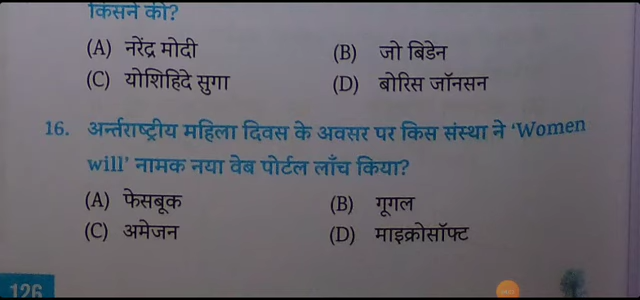 किसने की?
(A) नरेंद्र मोदी (B) जो बिडेन
(C) योशिहिदे सुगा (D) बोरिस जॉनसन
16. अर्न्तराष्ट्रीय महिला दिवस के अवसर पर किस संस्था ने ‘Women
will’ नामक नया वेब पोर्टल लाँच किया?
(A) फेसबूक (B) गूगल
(C) अमेजन (D) माइक्रोसॉफ्ट
126